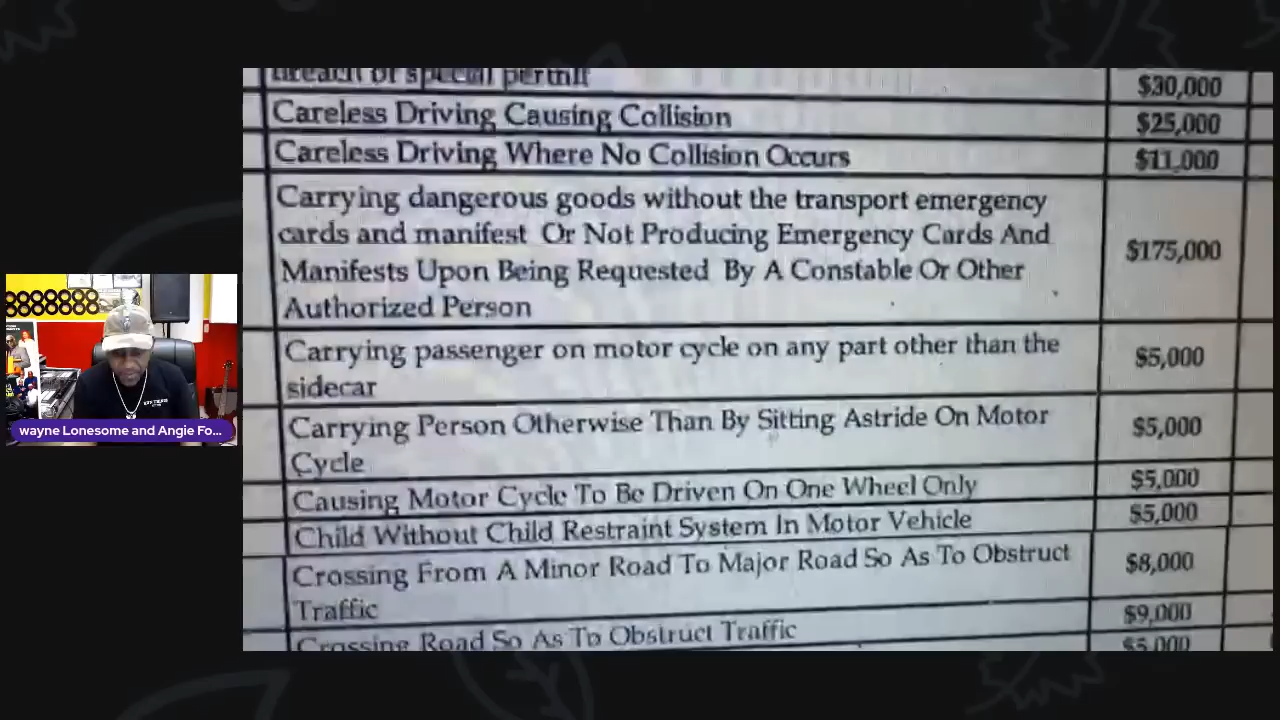 Breach of special permit $30,000
Careless Driving Causing Collision $25,000
Careless Driving Where No Collision Occurs $11,000
Carrying dangerous goods without the transport emergency
cards and manifest Or Not Producing Emergency Cards And
Manifests Upon Being Requested By A Constable Or Other
Authorized Person
$175,000
Carrying passenger on motor cycle on any part other than the
sidecar
$5,000
Carrying Person Otherwise Than By Sitting Astride On Motor
Cycle
$5,000
Causing Motor Cycle To Be Driven On One Wheel Only $5,000
Child Without Child Restraint System In Motor Vehicle $5,000
Crossing From A Minor Road To Major Road So As To Obstruct
Traffic
$8,000
Crossing Road So As To Obstruct Traffic $9,000
$5,000
wayne Lonesome and Angie Fo...